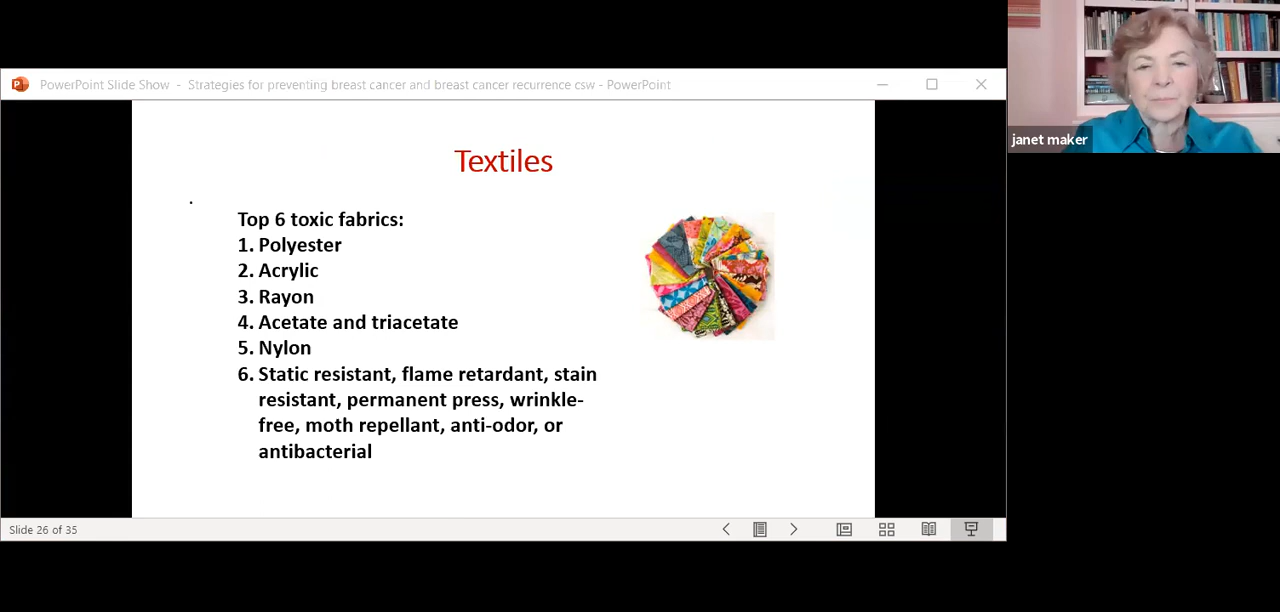 PowerPoint Slide Show - Strategies for preventing breast cancer and breast cancer recurrence csw - PowerPoint
janet maker
Textiles
.
Top 6 toxic fabrics:
1. Polyester
2. Acrylic
3. Rayon
4. Acetate and triacetate
5. Nylon
6. Static resistant, flame retardant, stain
resistant, permanent press, wrinkle-
free, moth repellant, anti-odor, or
antibacterial
Slide 26 of 35